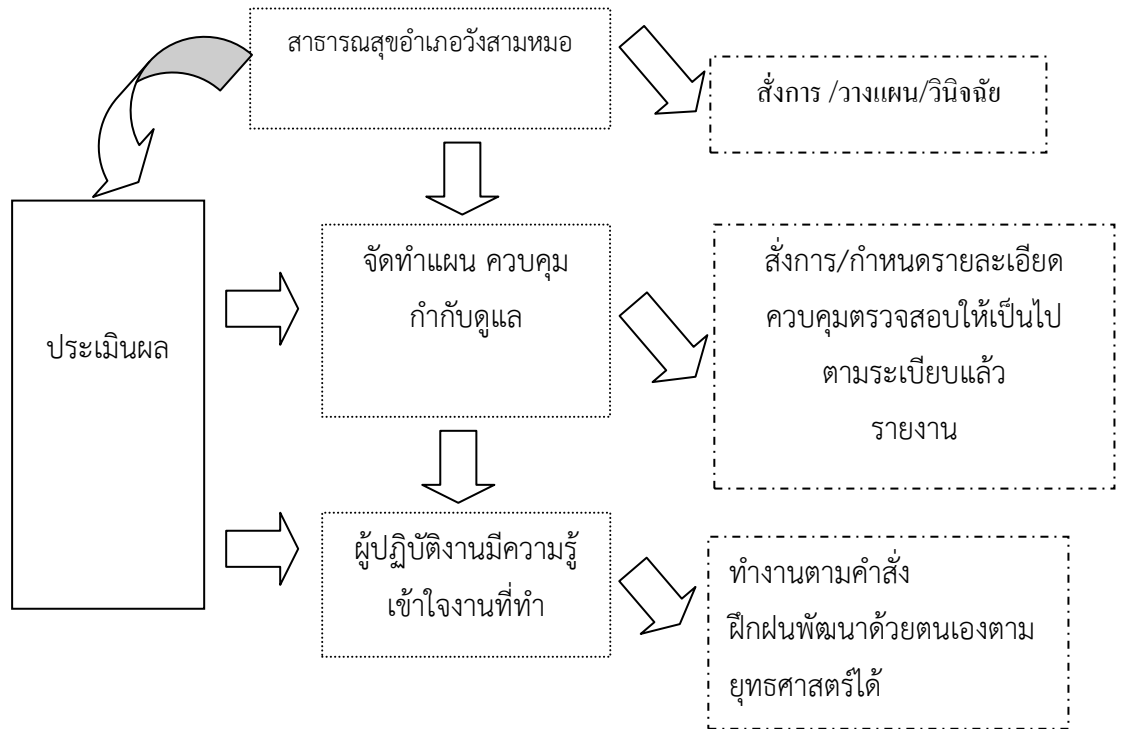 สาธารณสุขอำเภอวังสามหมอ
สั่งการ /วางแผน/วินิจฉัย
ประเมินผล
จัดทำแผน ควบคุม
กำกับดูแล
สั่งการ/กำหนดรายละเอียด
ควบคุมตรวจสอบให้เป็นไป
ตามระเบียบแล้ว
รายงาน
ผู้ปฏิบัติงานมีความรู้
เข้าใจงานที่ทำ
ทำงานตามคำสั่ง
ฝึกฝนพัฒนาด้วยตนเองตาม
ยุทธศาสตร์ได้